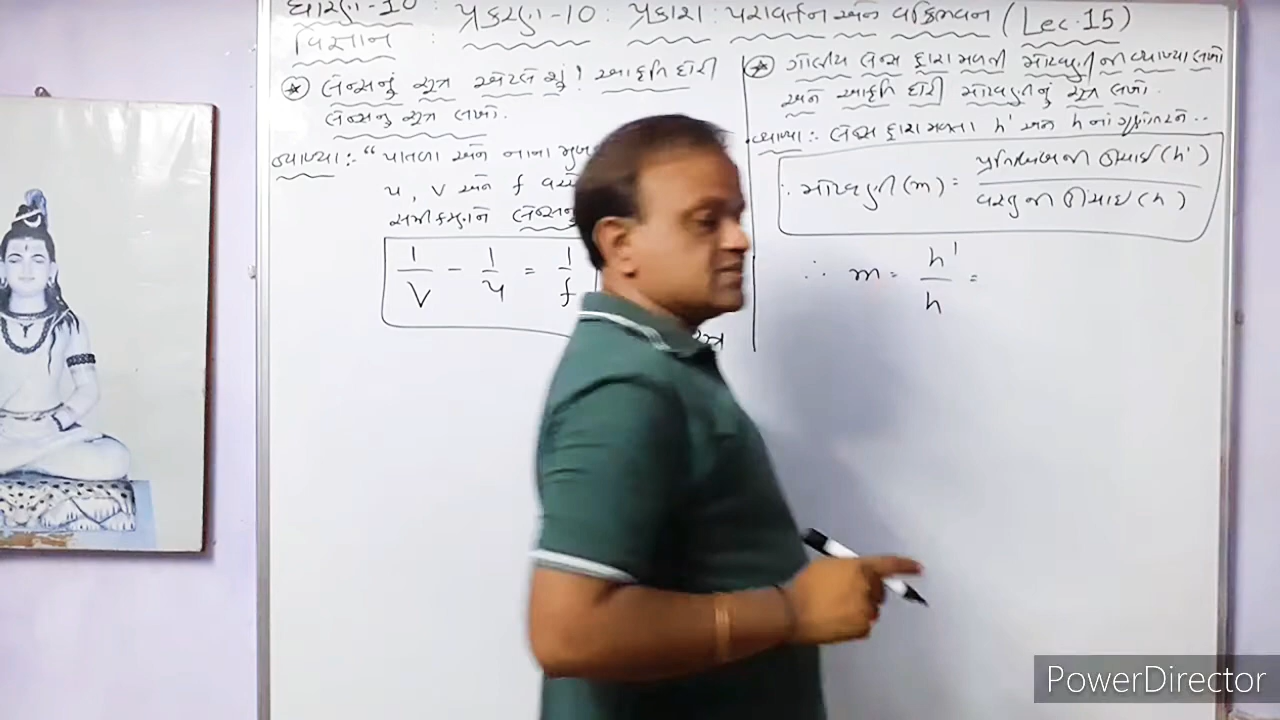 ધોરણ-10 : પ્રકરણ-10 : પ્રકાશ : પરાવર્તન અને વક્રીભવન (Lec.15)
વિજ્ઞાન :
લેન્સનું સૂત્ર એટલે શું? આકૃતિ દોરી
લેન્સનું સૂત્ર લખો.
વ્યાખ્યા :- "પાતળા અને નાના મુખ
u, v અને f વચ્ચે
સમીકરણને લેન્સનું
1/v - 1/u = 1/f
ગોલીય લેન્સ દ્વારા મળતી મોટવણીની વ્યાખ્યા લખો
અને આકૃતિ દોરી મોટવણીનું સૂત્ર લખો.
વ્યાખ્યા :- લેન્સ દ્વારા મળતા h' અને h નાં ગુણોત્તરને..
∴ મોટવણી (m) = પ્રતિબિંબની ઊંચાઈ (h') / વસ્તુની ઊંચાઈ (h)
∴ m = h'/h =
PowerDirector